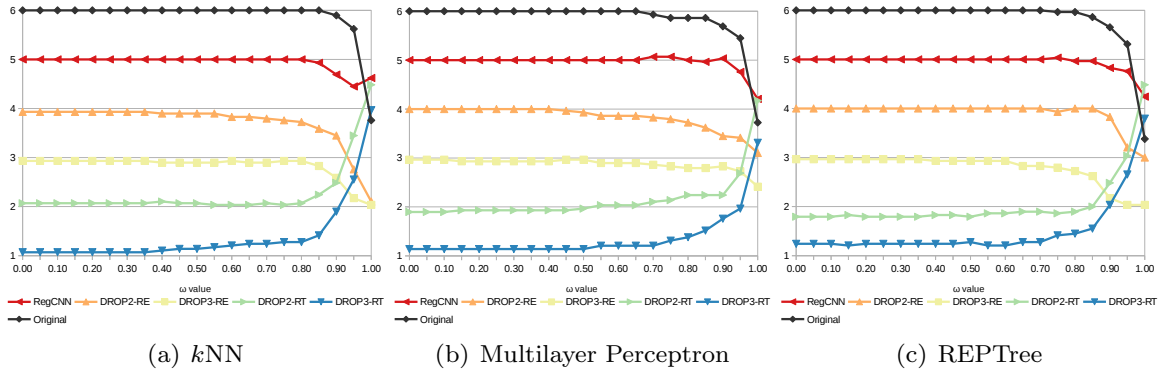 6
5
4
3
2
1
0.00 0.10 0.20 0.30 0.40 0.50 0.60 0.70 0.80 0.90 1.00
ω value
RegCNN DROP2-RE DROP3-RE DROP2-RT DROP3-RT
Original
(a) kNN
6
5
4
3
2
1
0.00 0.10 0.20 0.30 0.40 0.50 0.60 0.70 0.80 0.90 1.00
ω value
RegCNN DROP2-RE DROP3-RE DROP2-RT DROP3-RT
Original
(b) Multilayer Perceptron
6
5
4
3
2
1
0.00 0.10 0.20 0.30 0.40 0.50 0.60 0.70 0.80 0.90 1.00
ω value
RegCNN DROP2-RE DROP3-RE DROP2-RT DROP3-RT
Original
(c) REPTree